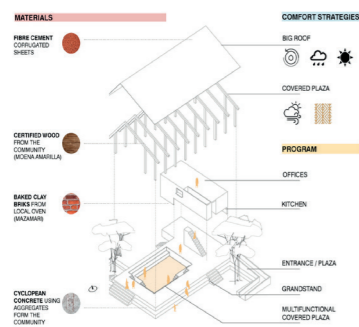 MATERIALS
FIBRE CEMENT
CORFUGATED
SHEETS
CERTIFIED WOOD
FROM THE
COMMUNITY
(MOENA AMARILLA)
BAKED CLAY
BRIKS FROM
LOCAL OVEN
(MAZAMARI)
CYCLOPEAN
CONCRETE USING
AGGREGATES
FORM THE
COMMUNITY
COMFORT STRATEGIES
BIG ROOF
COVERED PLAZA
PROGRAM
OFFICES
KITCHEN
ENTRANCE / PLAZA
GRANDSTAND
MULTIFUNCTIONAL
COVERED PLAZA